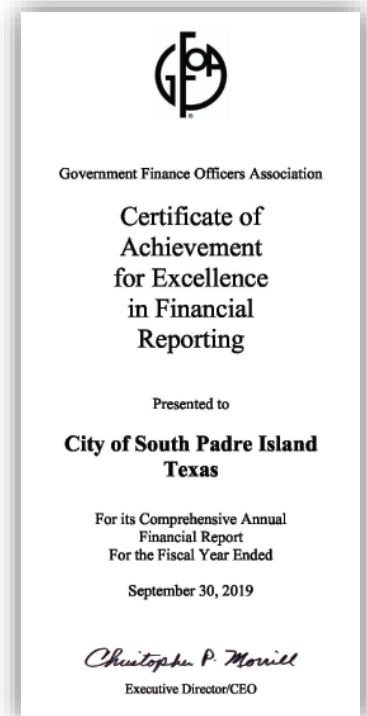 GFOA
Government Finance Officers Association
Certificate of
Achievement
for Excellence
in Financial
Reporting
Presented to
City of South Padre Island
Texas
For its Comprehensive Annual
Financial Report
For the Fiscal Year Ended
September 30, 2019
Christopher P. Morrill
Executive Director/CEO